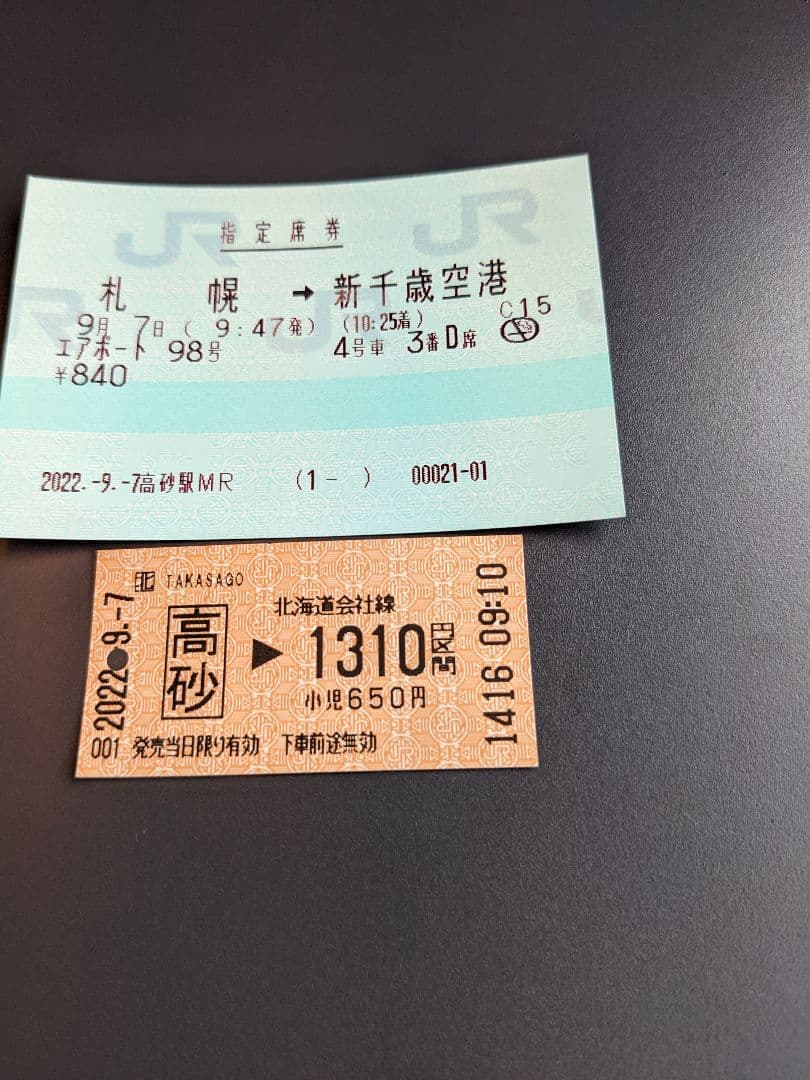 JR JR
指定席券
札幌 → 新千歳空港
9月 7日 ( 9:47発) (10:25着) C15
エアポート 98号 4号車 3番D席
¥840
2022.-9.-7高砂駅MR (1- ) 00021-01
北 TAKASAGO
北海道会社線
高砂 ▶ 1310円区間
小児650円
001 発売当日限り有効 下車前途無効
2022●9.-7
1416 09:10